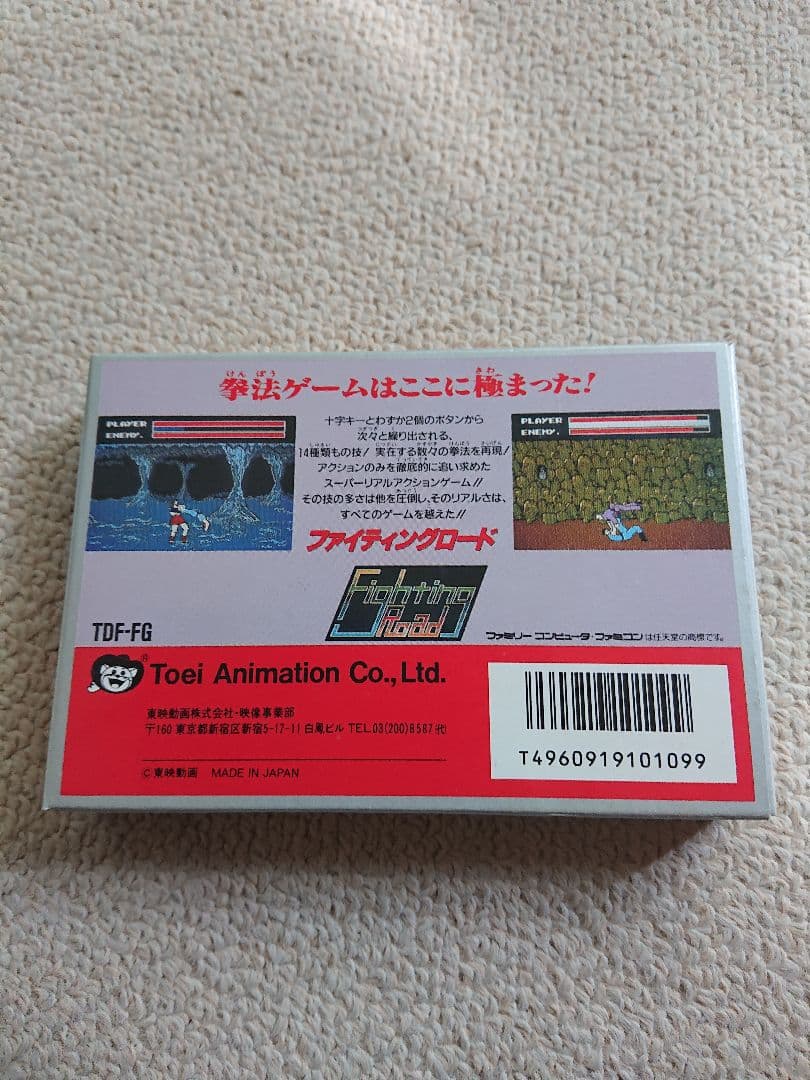 拳法ゲームはここに極まった!
PLAYER
ENEMY.
十字キーとわずか2個のボタンから
次々と繰り出される、
14種類もの技! 実在する数々の拳法を再現!
アクションのみを徹底的に追い求めた
スーパーリアルアクションゲーム!!
その技の多さは他を圧倒し、そのリアルさは、
すべてのゲームを越えた!!
PLAYER
ENEMY.
ファイティングロード
Fighting
Road
TDF-FG
ファミリーコンピュータ・ファミコンは任天堂の商標です。
® Toei Animation Co., Ltd.
東映動画株式会社・映像事業部
〒160 東京都新宿区新宿5-17-11 白鳳ビル TEL.03(200)8587(代)
©東映動画 MADE IN JAPAN
T4960919101099